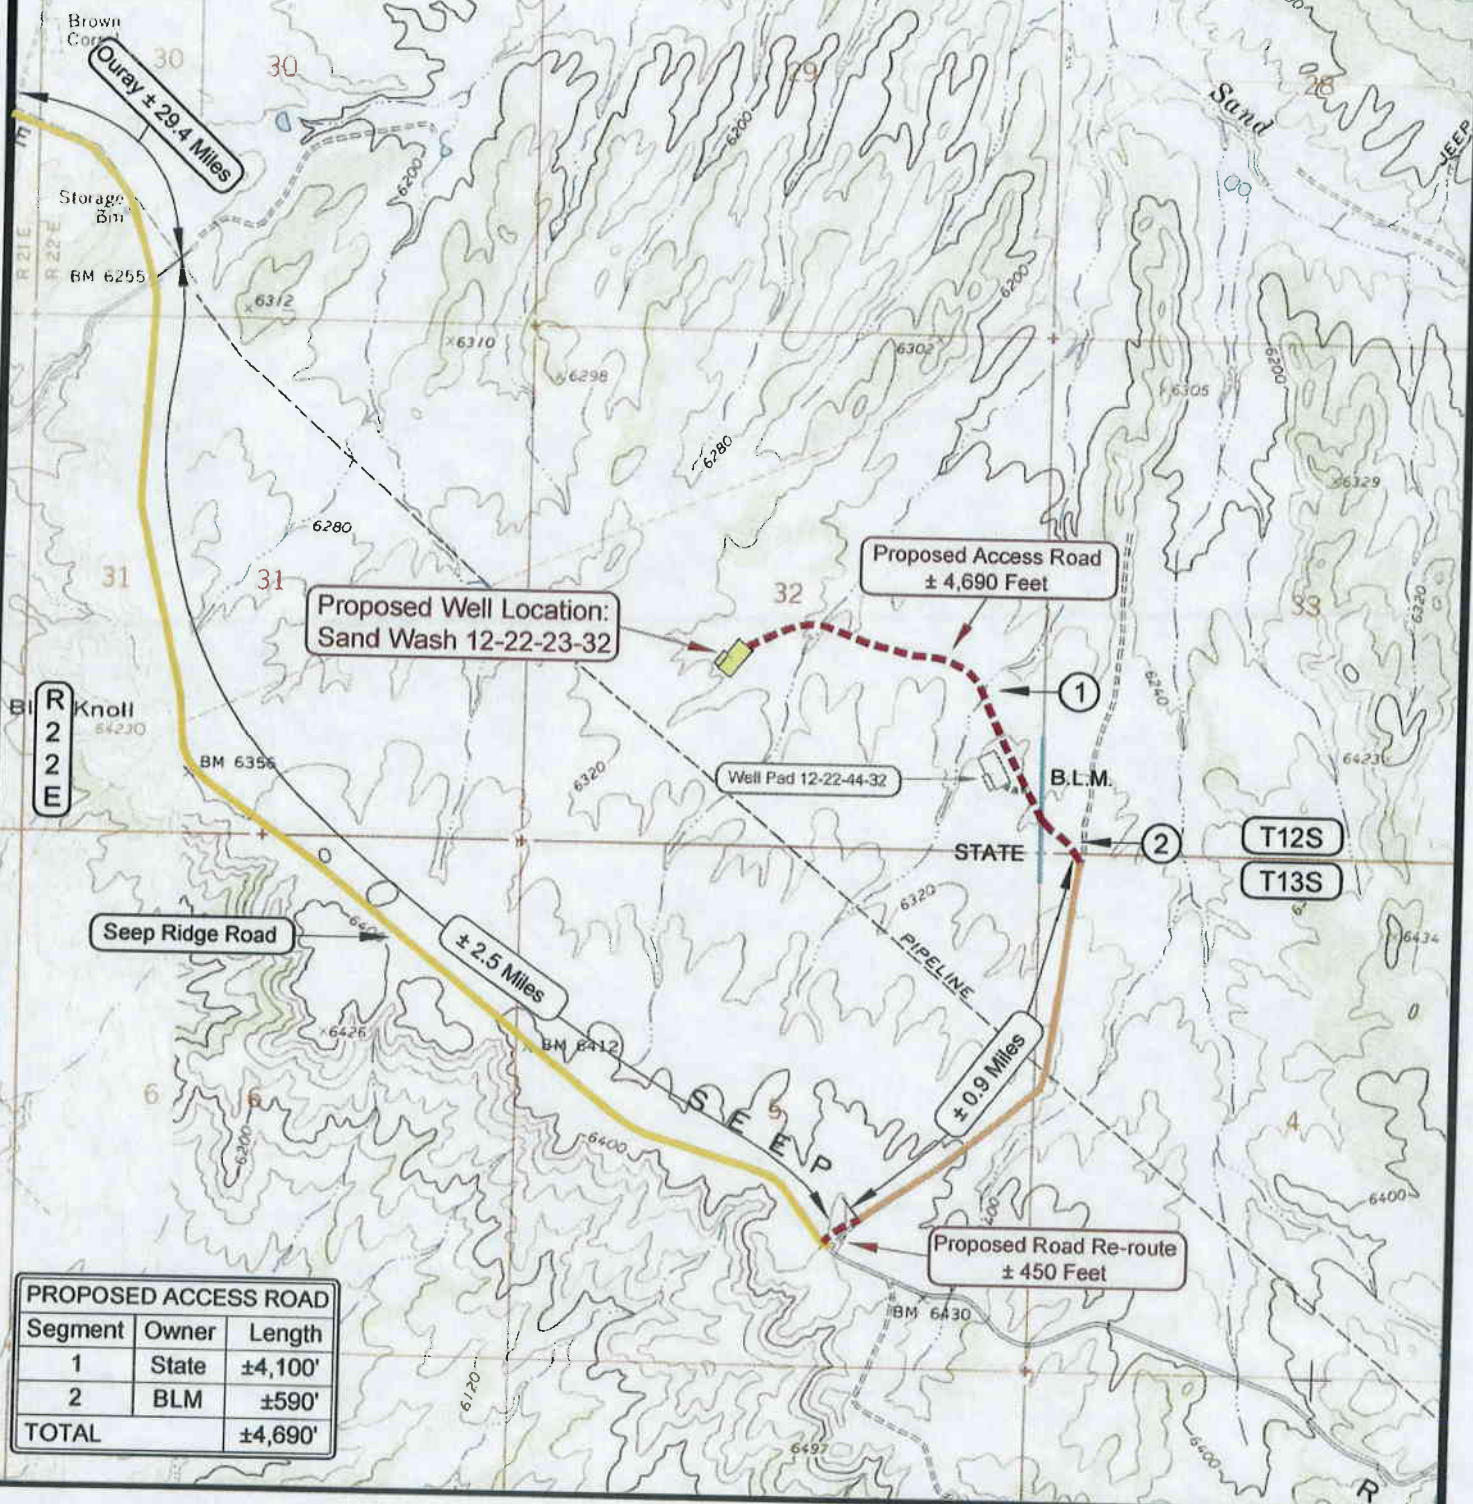 Brown
30
30
29
28
Sand
JEEP
Ouray ± 29.4 Miles
6200
6200
Storage
R 21 E
R 22 E
BM 6255
6312
6310
6298
6302
6200
6305
6200
6280
6329
6280
31
31
32
33
6320
Proposed Access Road
± 4,690 Feet
Proposed Well Location:
Sand Wash 12-22-23-32
1
6240
R
2
2
E
Knoll
6423
BM 6356
6320
Well Pad 12-22-44-32
B.L.M.
6423
STATE
2
T12S
T13S
6320
Seep Ridge Road
± 2.5 Miles
PIPELINE
6434
6426
BM 6412
± 0.9 Miles
6
6
5
4
S E E P
6200
6400
6400
Proposed Road Re-route
± 450 Feet
BM 6430
6120
6497
6400
R
PROPOSED ACCESS ROAD
Segment Owner Length
1 State ±4,100'
2 BLM ±590'
TOTAL ±4,690'